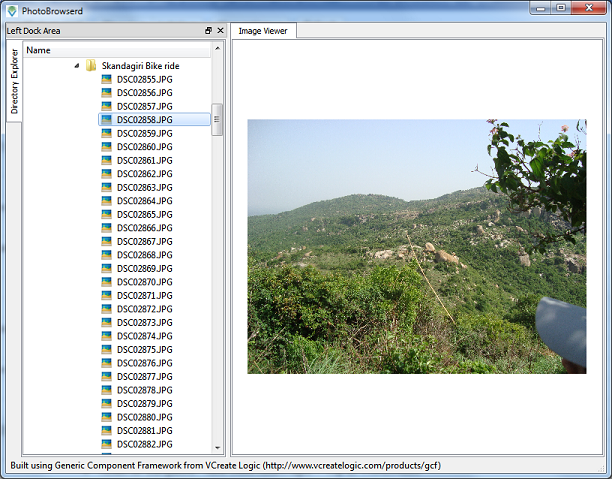 PhotoBrowserd
Left Dock Area
Image Viewer
Directory Explorer
Name
Skandagiri Bike ride
DSC02855.JPG
DSC02856.JPG
DSC02857.JPG
DSC02858.JPG
DSC02859.JPG
DSC02860.JPG
DSC02861.JPG
DSC02862.JPG
DSC02863.JPG
DSC02864.JPG
DSC02865.JPG
DSC02866.JPG
DSC02867.JPG
DSC02868.JPG
DSC02869.JPG
DSC02870.JPG
DSC02871.JPG
DSC02872.JPG
DSC02873.JPG
DSC02874.JPG
DSC02875.JPG
DSC02876.JPG
DSC02877.JPG
DSC02878.JPG
DSC02879.JPG
DSC02880.JPG
DSC02881.JPG
DSC02882.JPG
Built using Generic Component Framework from VCreate Logic (http://www.vcreatelogic.com/products/gcf)